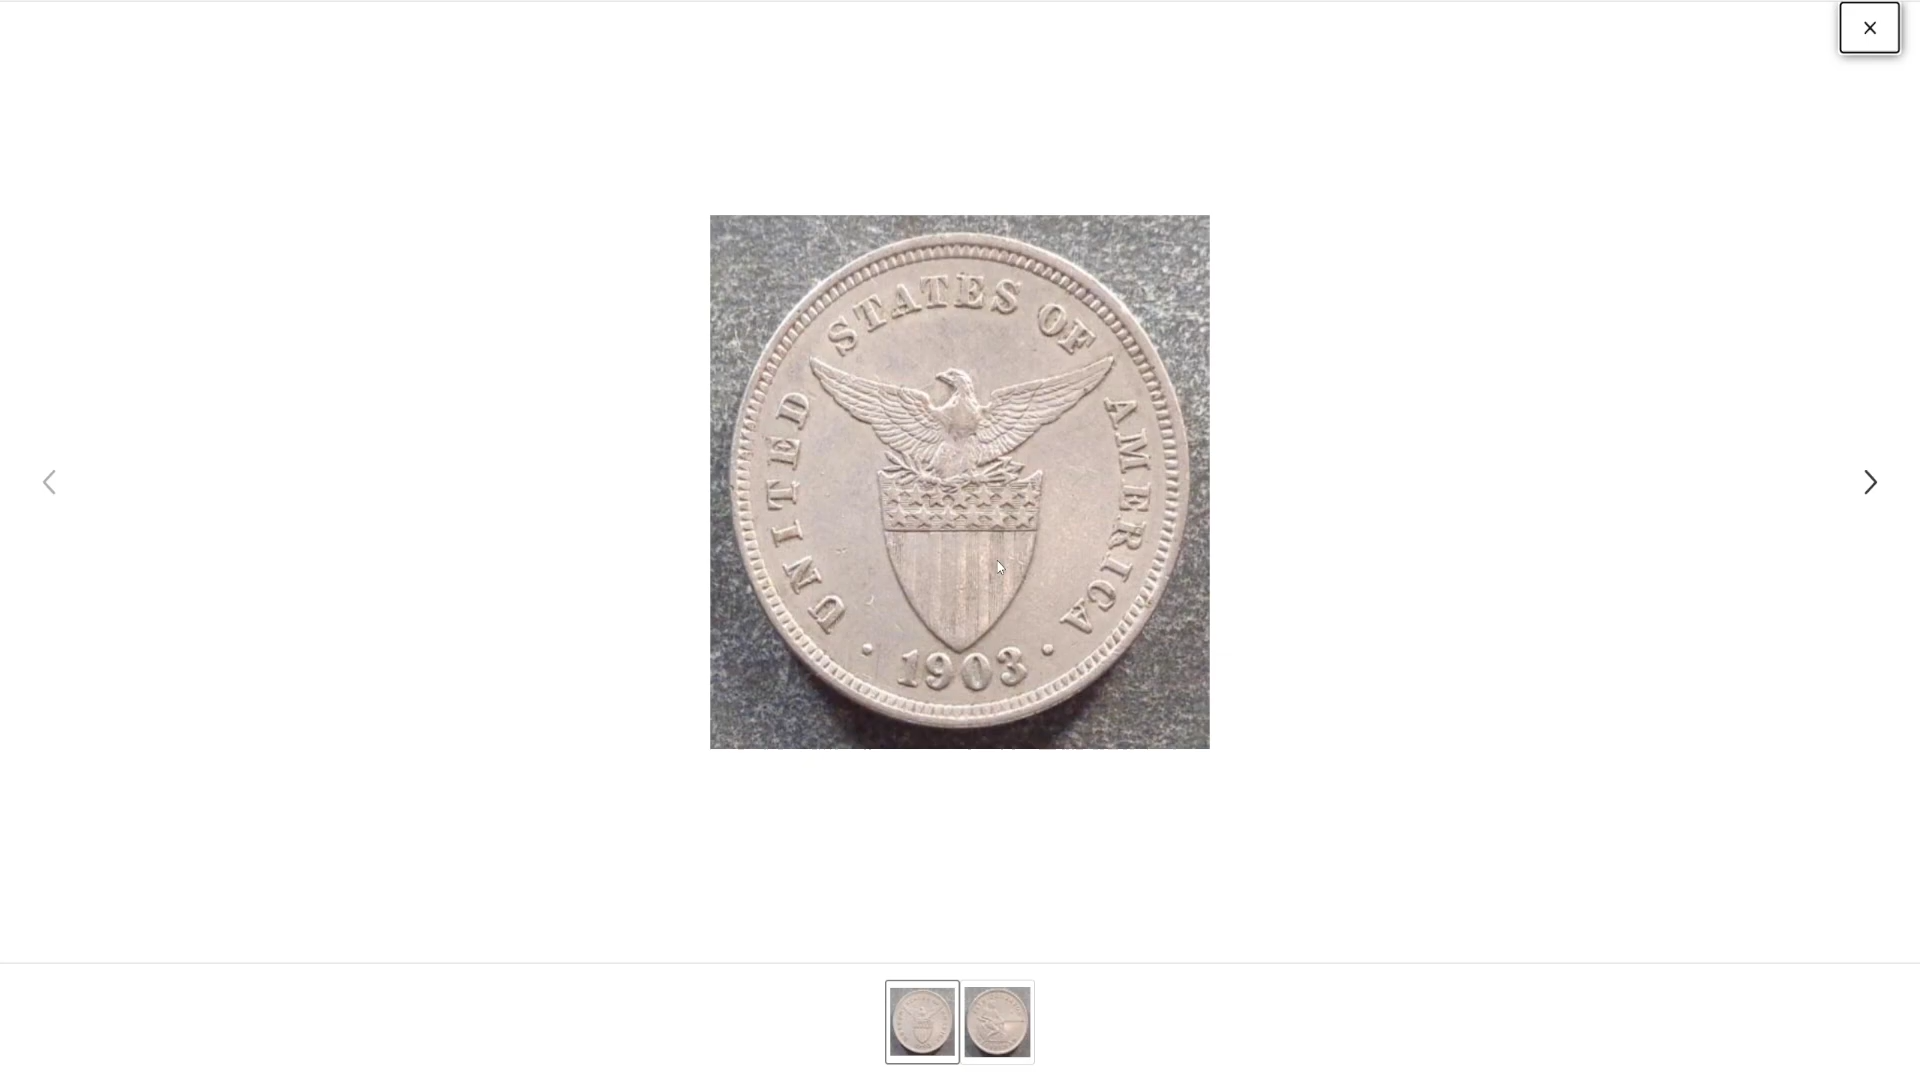 UNITED STATES OF AMERICA
· 1903 ·